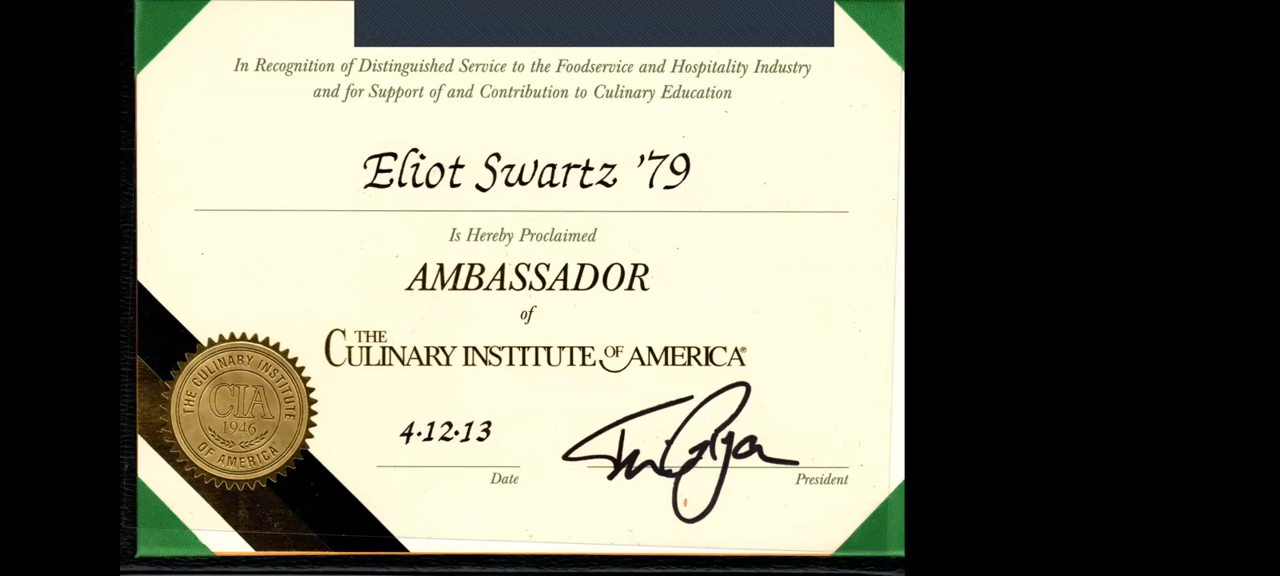 In Recognition of Distinguished Service to the Foodservice and Hospitality Industry
and for Support of and Contribution to Culinary Education
Eliot Swartz '79
Is Hereby Proclaimed
AMBASSADOR
of
THE CULINARY INSTITUTE OF AMERICA®
THE CULINARY INSTITUTE
CIA
1946
OF AMERICA
4·12·13
Date
President